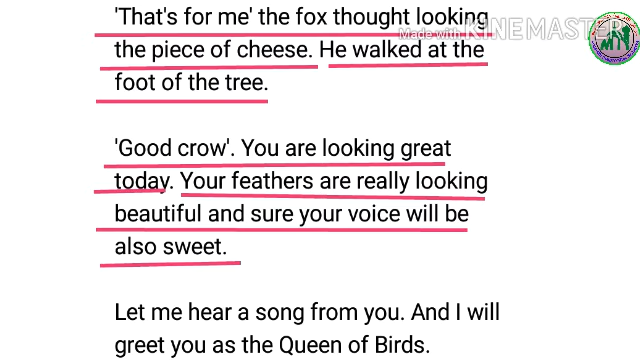 'That's for me' the fox thought looking
Made with KINEMASTER
the piece of cheese. He walked at the
foot of the tree.
'Good crow'. You are looking great
today. Your feathers are really looking
beautiful and sure your voice will be
also sweet.
Let me hear a song from you. And I will
greet you as the Queen of Birds.